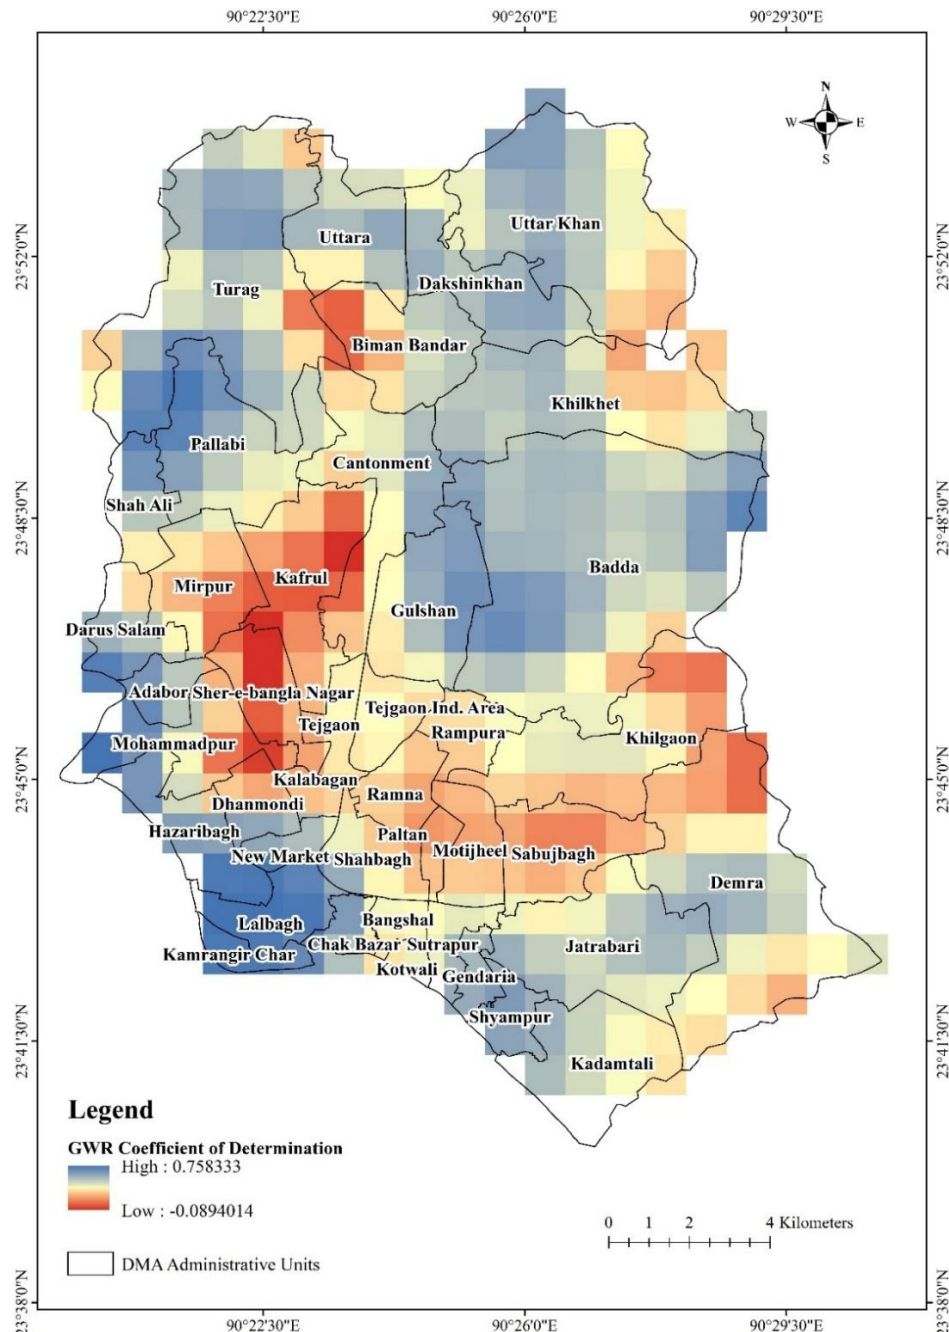 90°22'30"E 90°26'0"E 90°29'30"E
N
W E
S
23°52'0"N 23°52'0"N
Uttar Khan
Uttara
Dakshinkhan
Turag
Biman Bandar
Khilkhet
Pallabi
Cantonment
Shah Ali
23°48'30"N 23°48'30"N
Badda
Kafrul
Mirpur
Gulshan
Darus Salam
Adabor Sher-e-bangla Nagar
Tejgaon Ind. Area
Tejgaon
Rampura
Khilgaon
Mohammadpur
23°45'0"N 23°45'0"N
Kalabagan
Ramna
Dhanmondi
Hazaribagh
Paltan
Motijheel Sabujbagh
New Market Shahbagh
Demra
Lalbagh
Bangshal
Chak Bazar Sutrapur
Jatrabari
Kamrangir Char
Kotwali
Gendaria
Shyampur
23°41'30"N 23°41'30"N
Kadamtali
Legend
GWR Coefficient of Determination
High : 0.758333
Low : -0.0894014
0 1 2 4 Kilometers
DMA Administrative Units
23°38'0"N 23°38'0"N
90°22'30"E 90°26'0"E 90°29'30"E